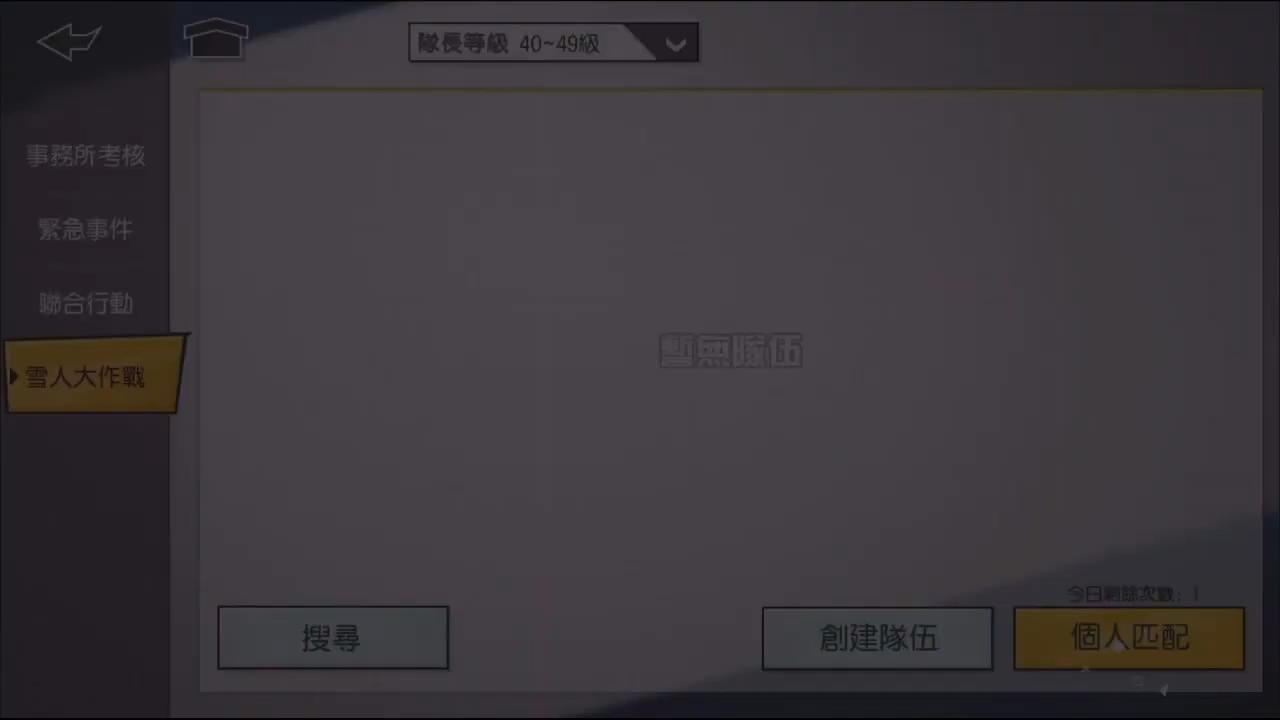 隊長等級 40~49級
事務所考核
緊急事件
聯合行動
雪人大作戰
暫無隊伍
今日剩餘次數: 1
搜尋
創建隊伍
個人匹配